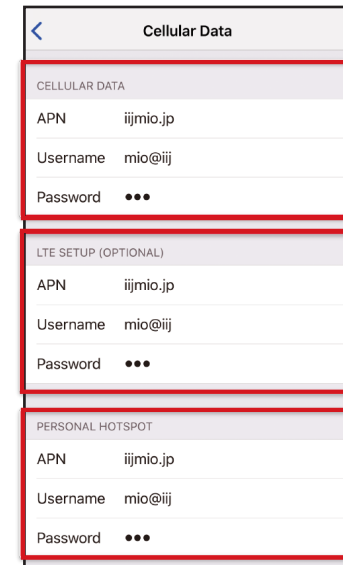 Cellular Data
CELLULAR DATA
APN iijmio.jp
Username mio@iij
Password •••
LTE SETUP (OPTIONAL)
APN iijmio.jp
Username mio@iij
Password •••
PERSONAL HOTSPOT
APN iijmio.jp
Username mio@iij
Password •••